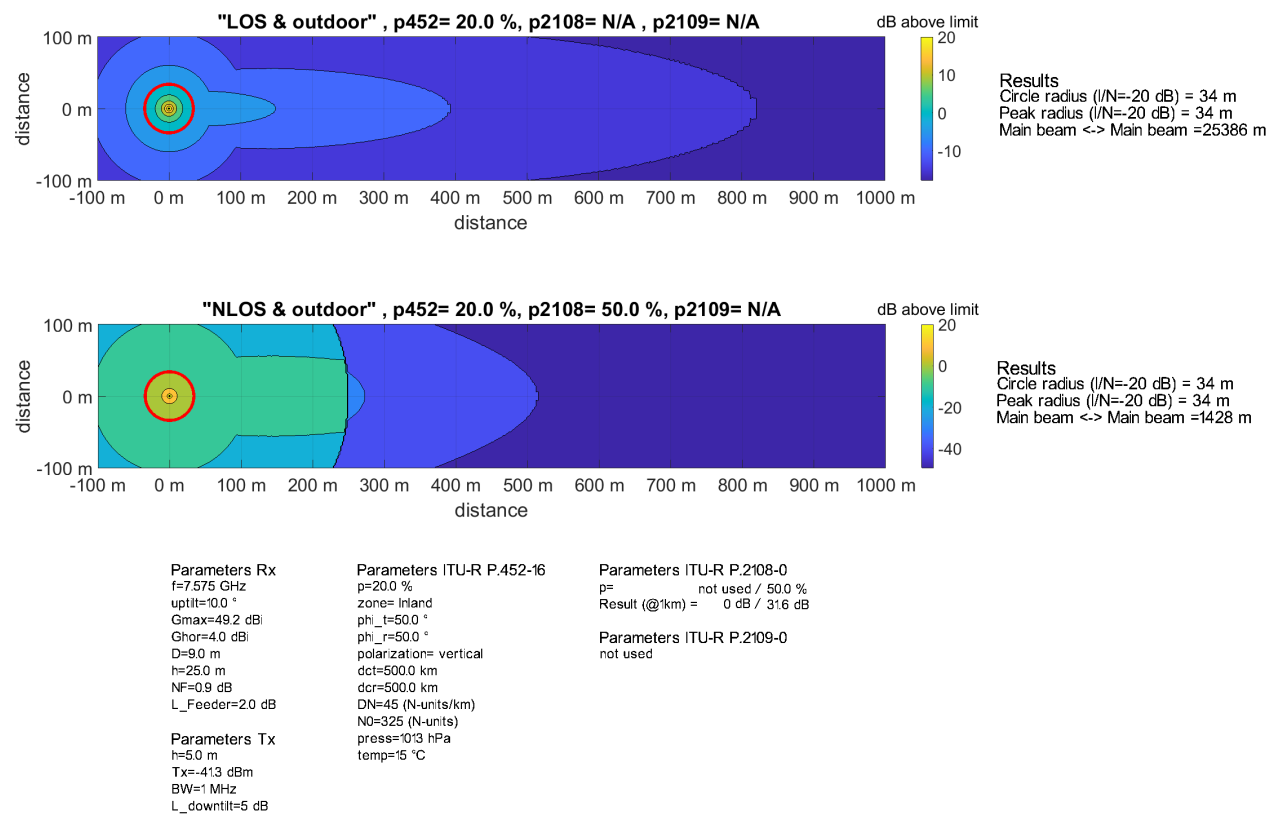 "LOS & outdoor" , p452= 20.0 %, p2108= N/A , p2109= N/A
dB above limit
100 m
0 m
-100 m
distance
-100 m 0 m 100 m 200 m 300 m 400 m 500 m 600 m 700 m 800 m 900 m 1000 m
distance
20
10
0
-10
Results
Circle radius (I/N=-20 dB) = 34 m
Peak radius (I/N=-20 dB) = 34 m
Main beam <-> Main beam =25386 m
"NLOS & outdoor" , p452= 20.0 %, p2108= 50.0 %, p2109= N/A
dB above limit
100 m
0 m
-100 m
distance
-100 m 0 m 100 m 200 m 300 m 400 m 500 m 600 m 700 m 800 m 900 m 1000 m
distance
20
0
-20
-40
Results
Circle radius (I/N=-20 dB) = 34 m
Peak radius (I/N=-20 dB) = 34 m
Main beam <-> Main beam =1428 m
Parameters Rx
f=7.575 GHz
uptilt=10.0 °
Gmax=49.2 dBi
Ghor=4.0 dBi
D=9.0 m
h=25.0 m
NF=0.9 dB
L_Feeder=2.0 dB
Parameters Tx
h=5.0 m
Tx=-41.3 dBm
BW=1 MHz
L_downtilt=5 dB
Parameters ITU-R P.452-16
p=20.0 %
zone= Inland
phi_t=50.0 °
phi_r=50.0 °
polarization= vertical
dct=500.0 km
dcr=500.0 km
DN=45 (N-units/km)
N0=325 (N-units)
press=1013 hPa
temp=15 °C
Parameters ITU-R P.2108-0
p= not used / 50.0 %
Result (@1km) = 0 dB / 31.6 dB
Parameters ITU-R P.2109-0
not used